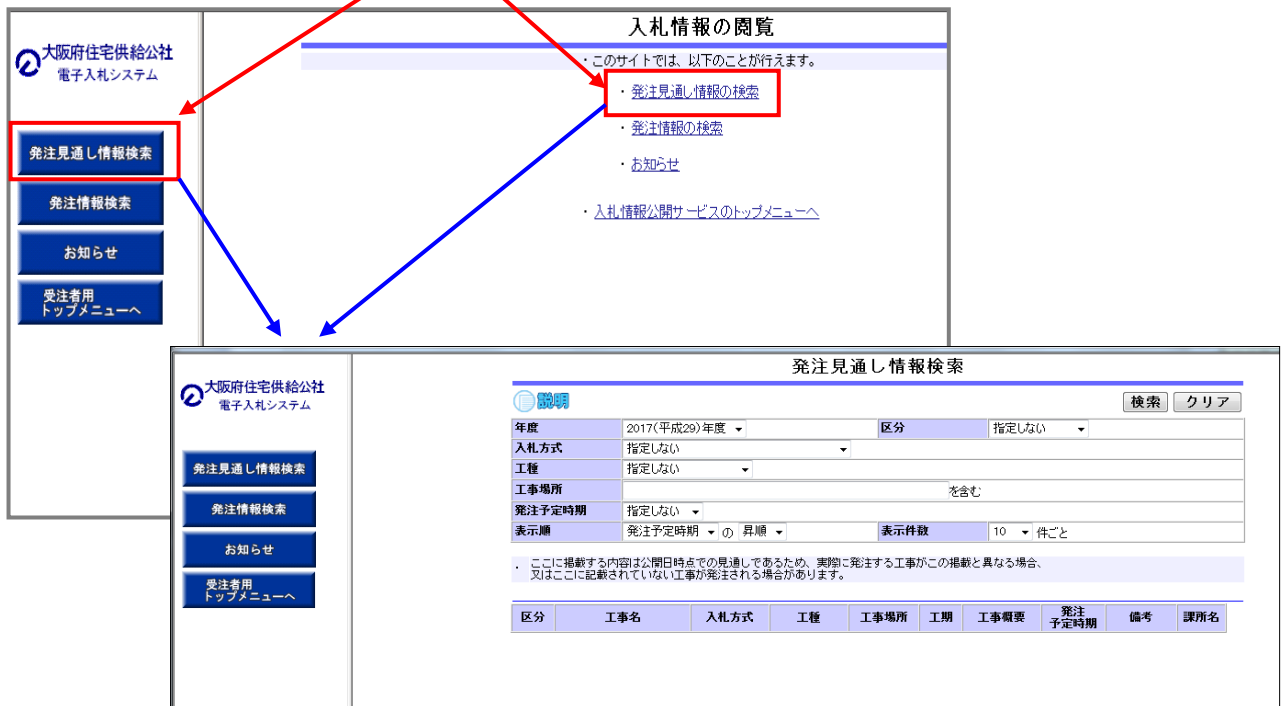 入札情報の閲覧
大阪府住宅供給公社
電子入札システム
・このサイトでは、以下のことが行えます。
・ 発注見通し情報の検索
・ 発注情報の検索
・ お知らせ
・ 入札情報公開サービスのトップメニューへ
発注見通し情報検索
発注情報検索
お知らせ
受注者用
トップメニューへ
発注見通し情報検索
大阪府住宅供給公社
電子入札システム
発注見通し情報検索
発注情報検索
お知らせ
受注者用
トップメニューへ
説明 検索 クリア
年度 2017(平成29)年度 区分 指定しない
入札方式 指定しない
工種 指定しない
工事場所 を含む
発注予定時期 指定しない
表示順 発注予定時期 の 昇順 表示件数 10 件ごと
・ ここに掲載する内容は公開日時点での見通しであるため、実際に発注する工事がこの掲載と異なる場合、
又はここに記載されていない工事が発注される場合があります。
区分 工事名 入札方式 工種 工事場所 工期 工事概要 発注予定時期 備考 課所名